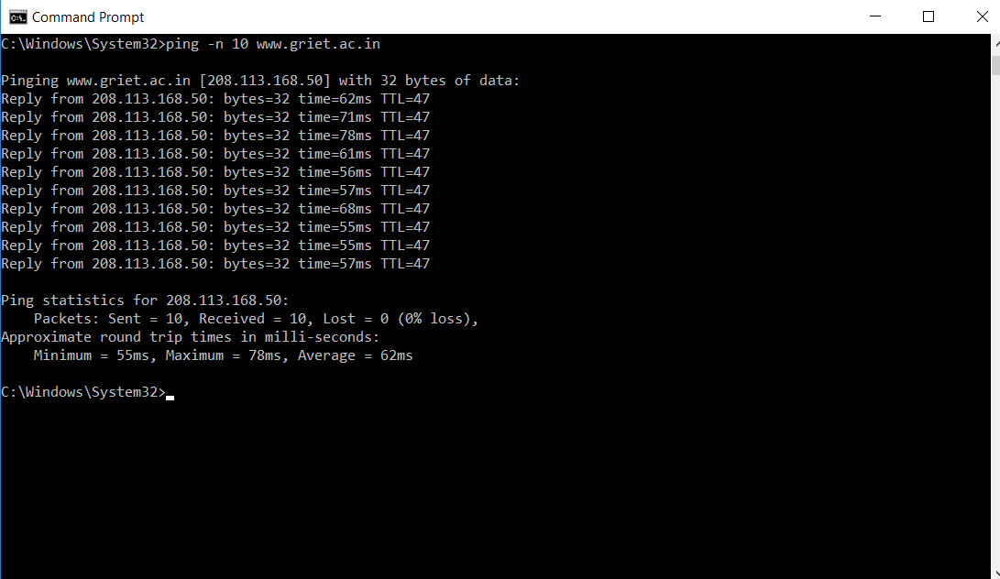 Command Prompt
C:\Windows\System32>ping -n 10 www.griet.ac.in
Pinging www.griet.ac.in [208.113.168.50] with 32 bytes of data:
Reply from 208.113.168.50: bytes=32 time=62ms TTL=47
Reply from 208.113.168.50: bytes=32 time=71ms TTL=47
Reply from 208.113.168.50: bytes=32 time=78ms TTL=47
Reply from 208.113.168.50: bytes=32 time=61ms TTL=47
Reply from 208.113.168.50: bytes=32 time=56ms TTL=47
Reply from 208.113.168.50: bytes=32 time=57ms TTL=47
Reply from 208.113.168.50: bytes=32 time=68ms TTL=47
Reply from 208.113.168.50: bytes=32 time=55ms TTL=47
Reply from 208.113.168.50: bytes=32 time=55ms TTL=47
Reply from 208.113.168.50: bytes=32 time=57ms TTL=47
Ping statistics for 208.113.168.50:
    Packets: Sent = 10, Received = 10, Lost = 0 (0% loss),
Approximate round trip times in milli-seconds:
    Minimum = 55ms, Maximum = 78ms, Average = 62ms
C:\Windows\System32>